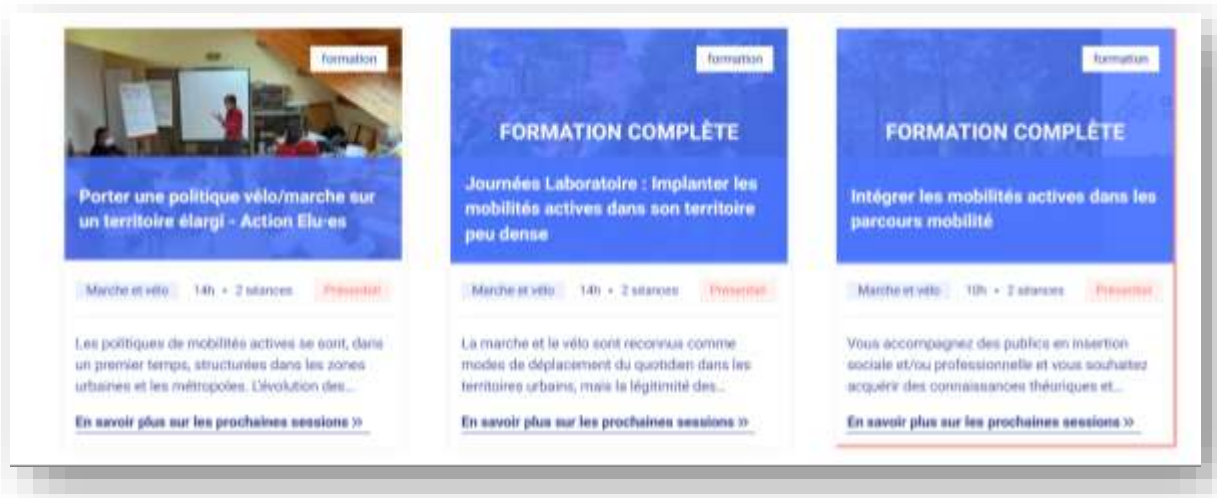 formation
Porter une politique vélo/marche sur
un territoire élargi - Action Elu·es
Marche et vélo 14h • 2 séances Présentiel
Les politiques de mobilités actives se sont, dans
un premier temps, structurées dans les zones
urbaines et les métropoles. L'évolution des...
En savoir plus sur les prochaines sessions »
formation
FORMATION COMPLÈTE
Journées Laboratoire : Implanter les
mobilités actives dans son territoire
peu dense
Marche et vélo 14h • 2 séances Présentiel
La marche et le vélo sont reconnus comme
modes de déplacement du quotidien dans les
territoires urbains, mais la légitimité des...
En savoir plus sur les prochaines sessions »
formation
FORMATION COMPLÈTE
Intégrer les mobilités actives dans les
parcours mobilité
Marche et vélo 10h • 2 séances Présentiel
Vous accompagnez des publics en insertion
sociale et/ou professionnelle et vous souhaitez
acquérir des connaissances théoriques et...
En savoir plus sur les prochaines sessions »